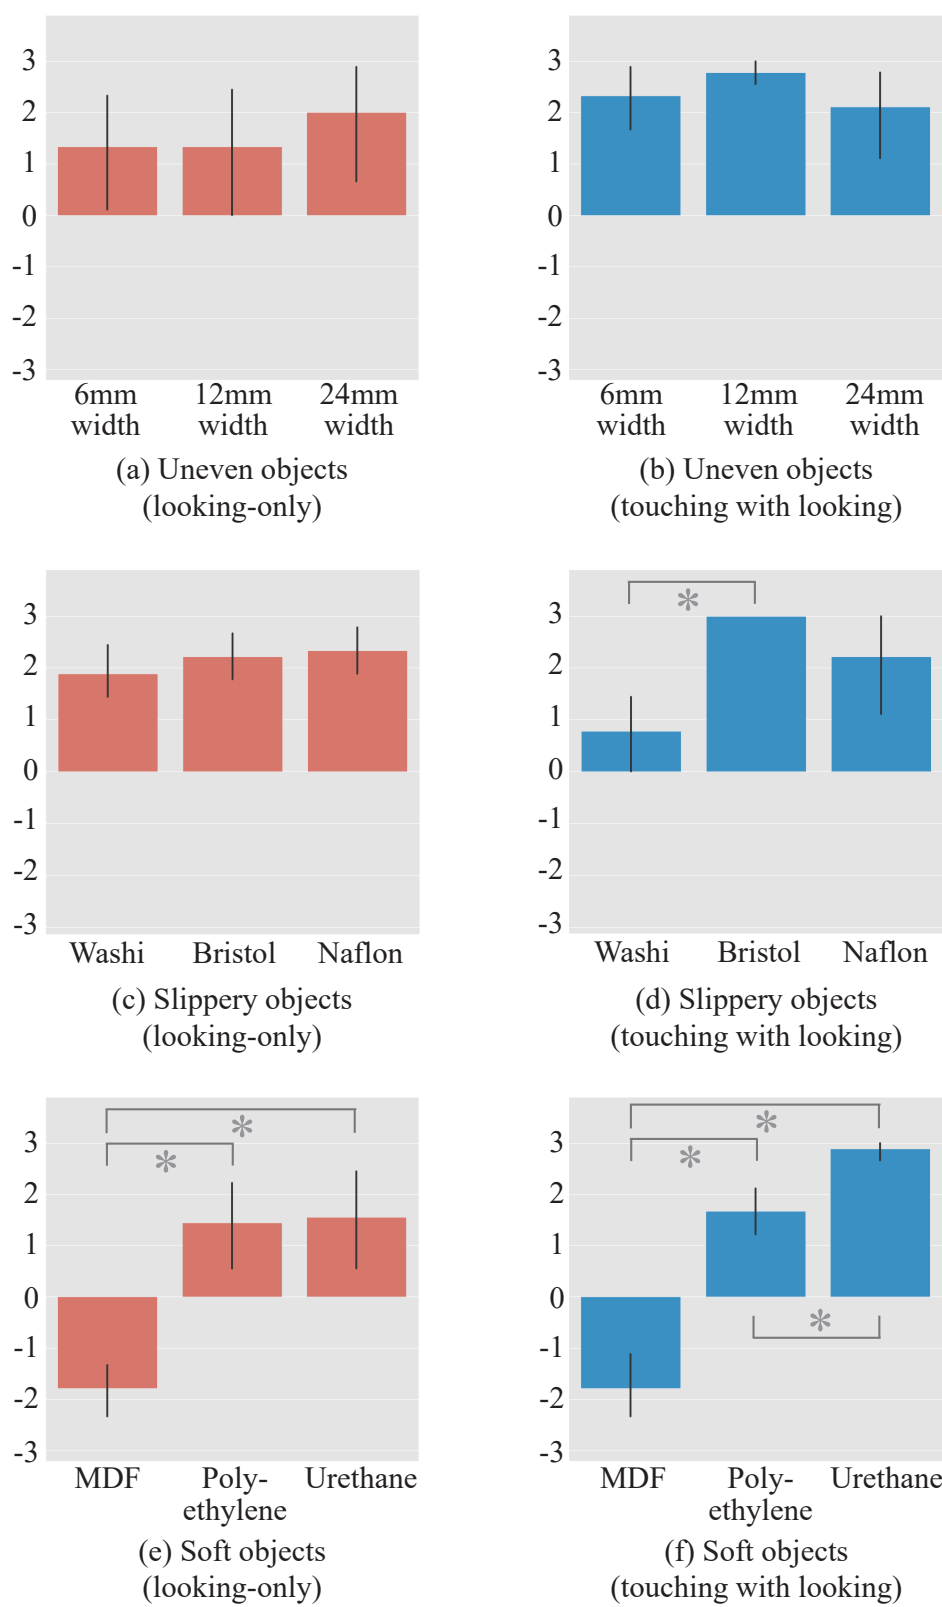 3
2
1
0
-1
-2
-3
6mm width
12mm width
24mm width
(a) Uneven objects
(looking-only)
3
2
1
0
-1
-2
-3
6mm width
12mm width
24mm width
(b) Uneven objects
(touching with looking)
3
2
1
0
-1
-2
-3
Washi Bristol Naflon
(c) Slippery objects
(looking-only)
*
3
2
1
0
-1
-2
-3
Washi Bristol Naflon
(d) Slippery objects
(touching with looking)
*
*
3
2
1
0
-1
-2
-3
MDF
Poly-
ethylene
Urethane
(e) Soft objects
(looking-only)
*
*
3
2
1
0
*
-1
-2
-3
MDF
Poly-
ethylene
Urethane
(f) Soft objects
(touching with looking)